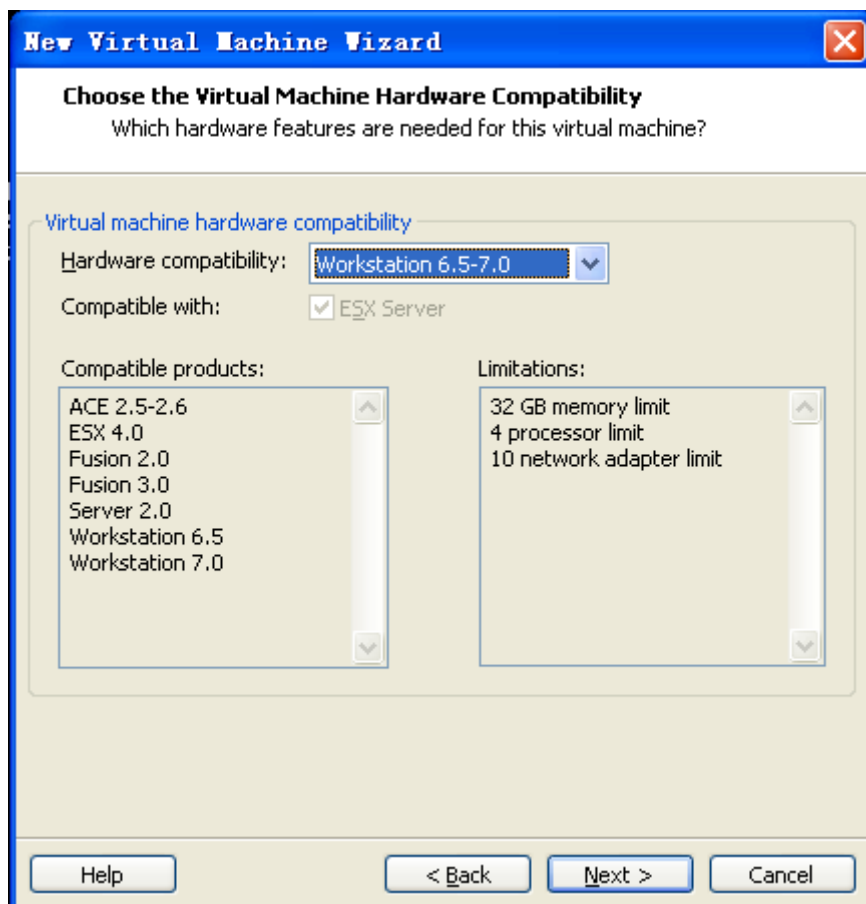 New Virtual Machine Wizard
Choose the Virtual Machine Hardware Compatibility
Which hardware features are needed for this virtual machine?
Virtual machine hardware compatibility
Hardware compatibility: Workstation 6.5-7.0
Compatible with: ESX Server
Compatible products:
ACE 2.5-2.6
ESX 4.0
Fusion 2.0
Fusion 3.0
Server 2.0
Workstation 6.5
Workstation 7.0
Limitations:
32 GB memory limit
4 processor limit
10 network adapter limit
Help < Back Next > Cancel